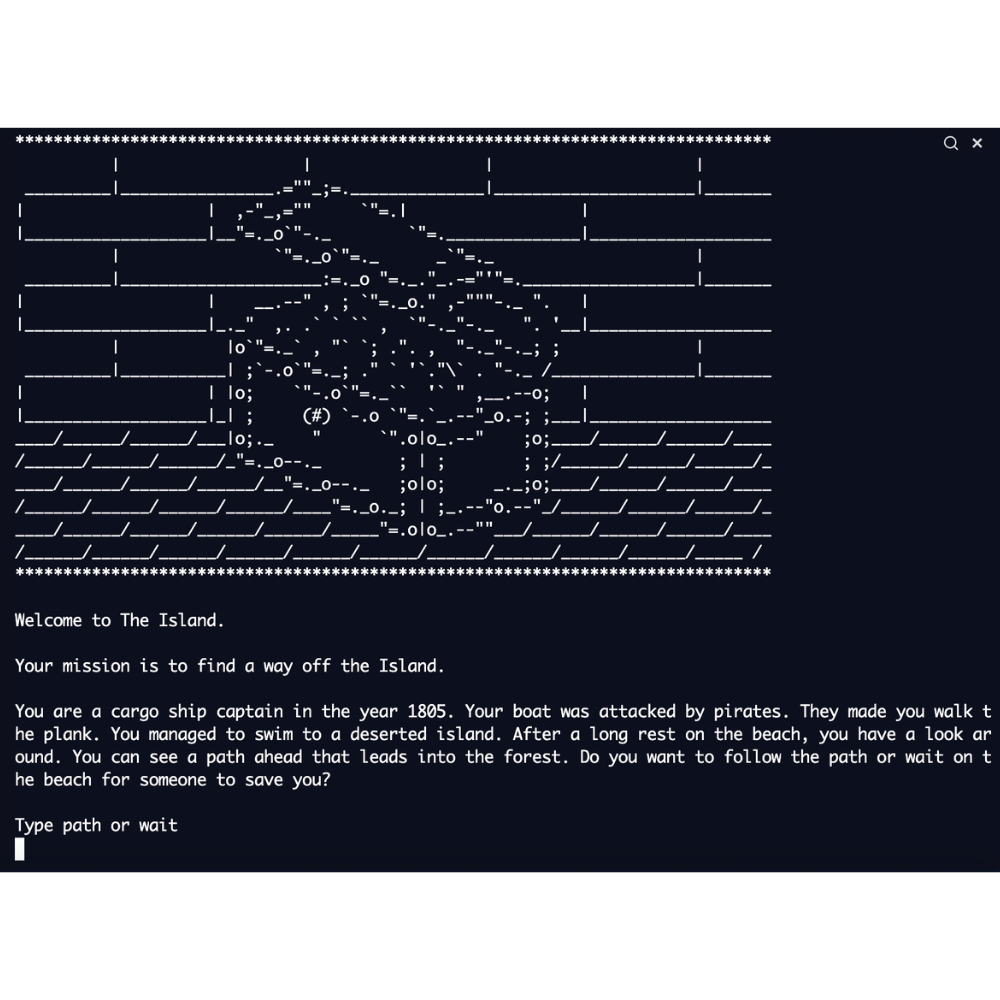 Welcome to The Island.
Your mission is to find a way off the Island.
You are a cargo ship captain in the year 1805. Your boat was attacked by pirates. They made you walk t
he plank. You managed to swim to a deserted island. After a long rest on the beach, you have a look ar
ound. You can see a path ahead that leads into the forest. Do you want to follow the path or wait on t
he beach for someone to save you?
Type path or wait